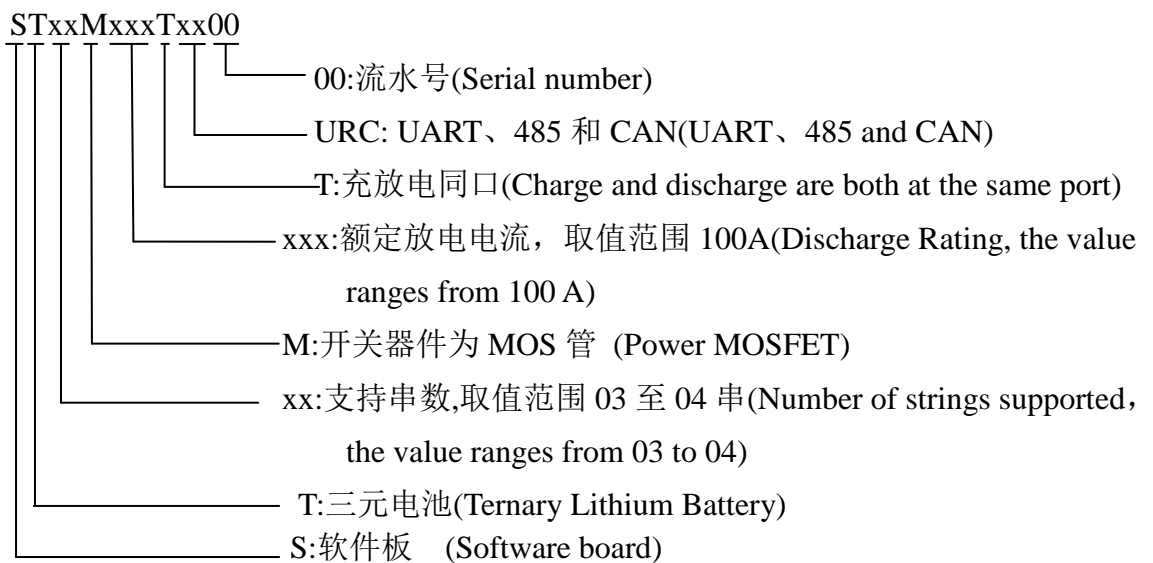 STxxMxxxTxx00
00:流水号(Serial number)
URC: UART、485 和 CAN(UART、485 and CAN)
T:充放电同口(Charge and discharge are both at the same port)
xxx:额定放电电流，取值范围 100A(Discharge Rating, the value
ranges from 100 A)
M:开关器件为 MOS 管 (Power MOSFET)
xx:支持串数,取值范围 03 至 04 串(Number of strings supported，
the value ranges from 03 to 04)
T:三元电池(Ternary Lithium Battery)
S:软件板 (Software board)